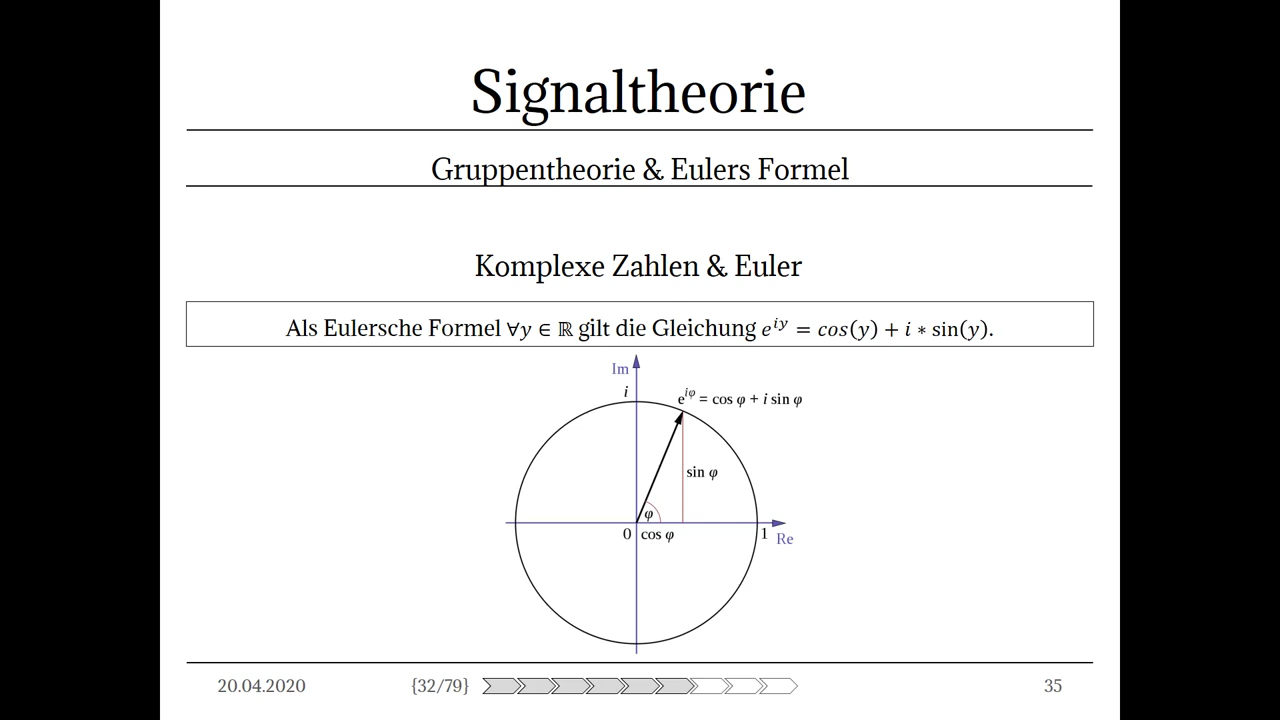 Signaltheorie
Gruppentheorie & Eulers Formel
Komplexe Zahlen & Euler
Als Eulersche Formel ∀y ∈ ℝ gilt die Gleichung e^{iy} = cos(y) + i ∗ sin(y).
Im
i
e^{iφ} = cos φ + i sin φ
sin φ
φ
0 cos φ 1
Re
20.04.2020 {32/79} 35